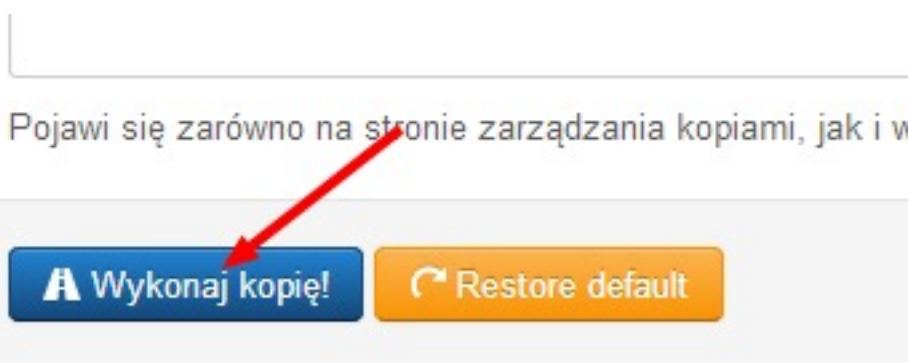 Pojawi się zarówno na stronie zarządzania kopiami, jak i w
Wykonaj kopię! Restore default